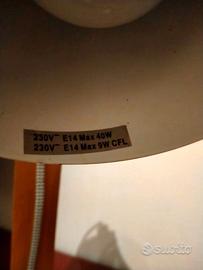 230V~ E14 Max 40W
230V~ E14 Max 9W CFL
subito